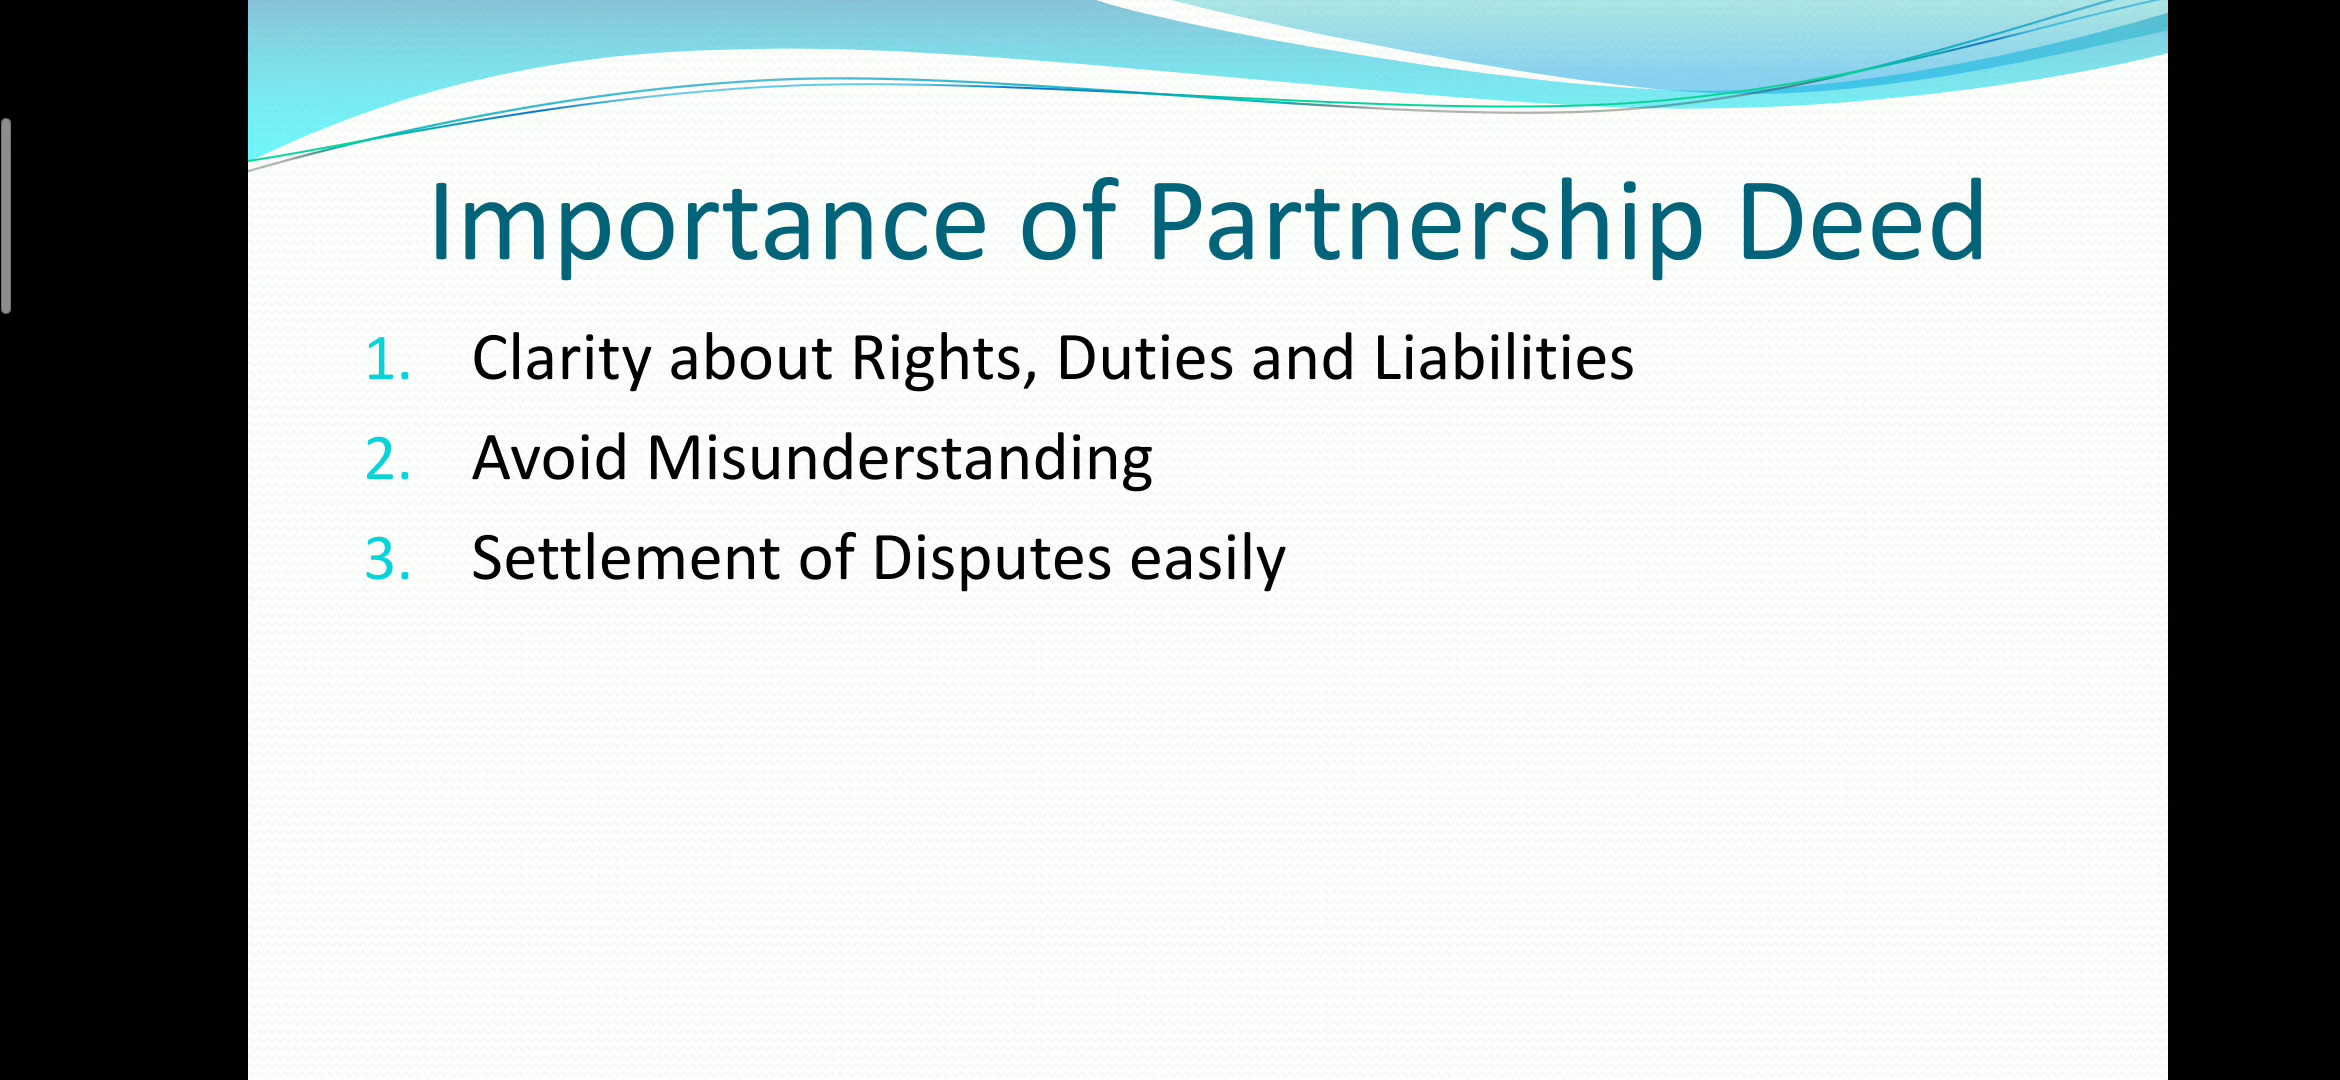 Importance of Partnership Deed
1. Clarity about Rights, Duties and Liabilities
2. Avoid Misunderstanding
3. Settlement of Disputes easily